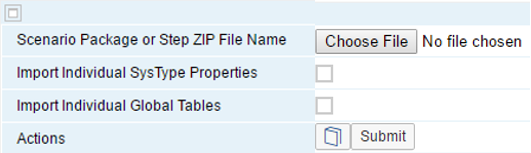 Scenario Package or Step ZIP File Name Choose File No file chosen
Import Individual SysType Properties
Import Individual Global Tables
Actions Submit